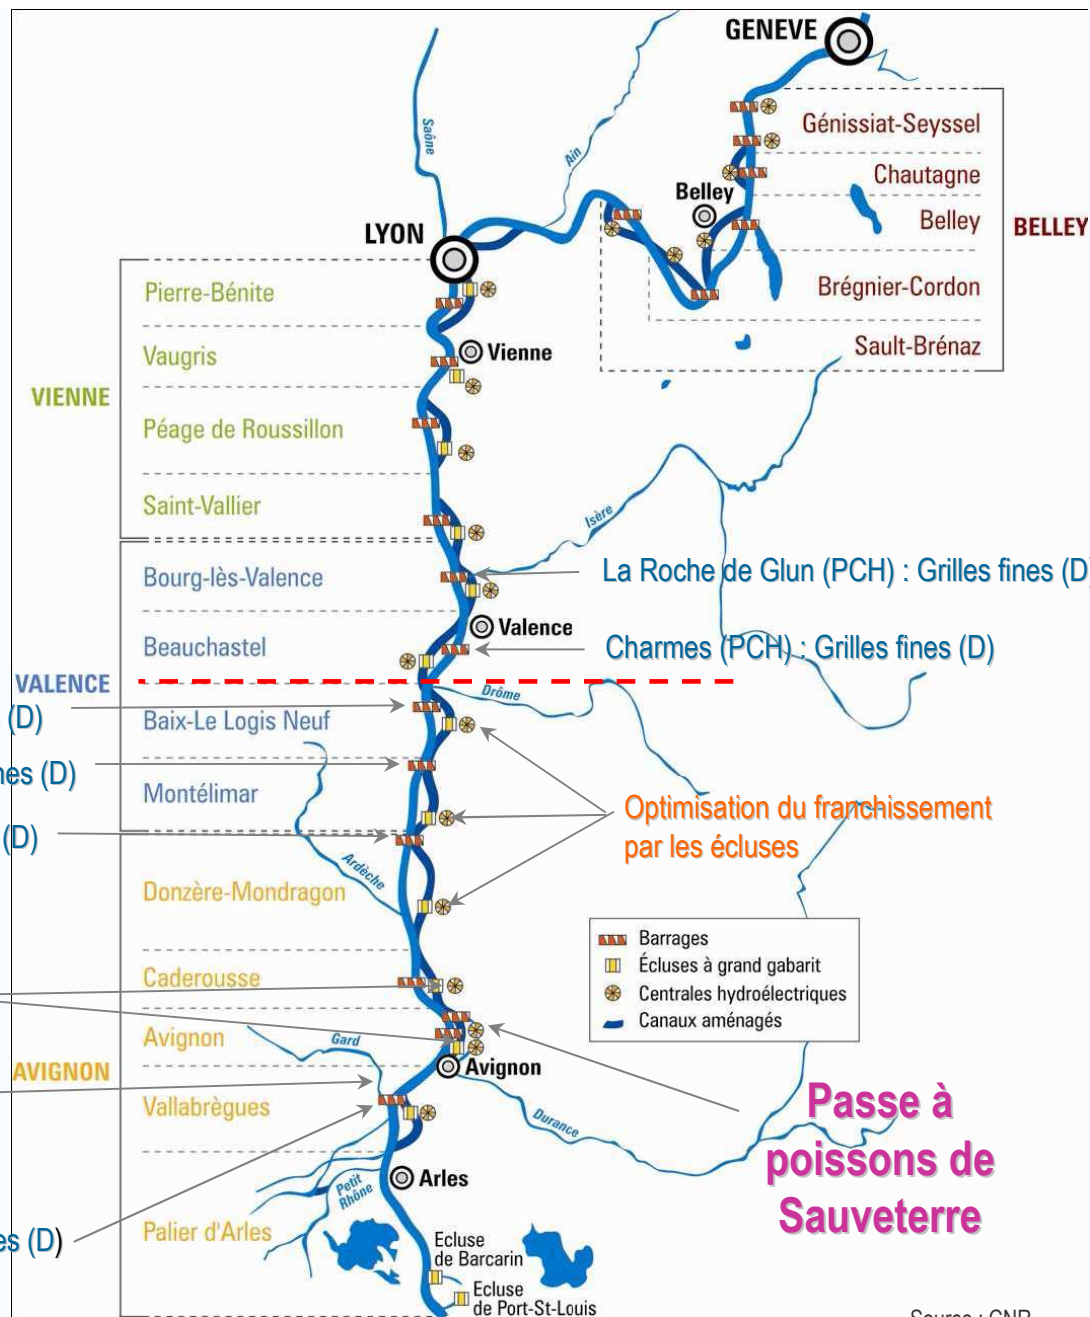 GENEVE
Saône
Ain
Génissiat-Seyssel
Chautagne
Belley
Belley
BELLEY
LYON
Brégnier-Cordon
Pierre-Bénite
Sault-Brénaz
Vaugris
Vienne
VIENNE
Péage de Roussillon
Saint-Vallier
Isère
Bourg-lès-Valence
La Roche de Glun (PCH) : Grilles fines (D
Valence
Beauchastel
Charmes (PCH) : Grilles fines (D)
VALENCE
Drôme
(D)
Baix-Le Logis Neuf
nes (D)
Montélimar
Optimisation du franchissement
par les écluses
(D)
Ardèche
Donzère-Mondragon
Barrages
Écluses à grand gabarit
Centrales hydroélectriques
Canaux aménagés
Caderousse
Avignon
Gard
Avignon
AVIGNON
Vallabrègues
Durance
Passe à
poissons de
Sauveterre
Arles
Petit
Rhône
Palier d'Arles
es (D)
Ecluse
de Barcarin
Ecluse
de Port-St-Louis
Source : CNR